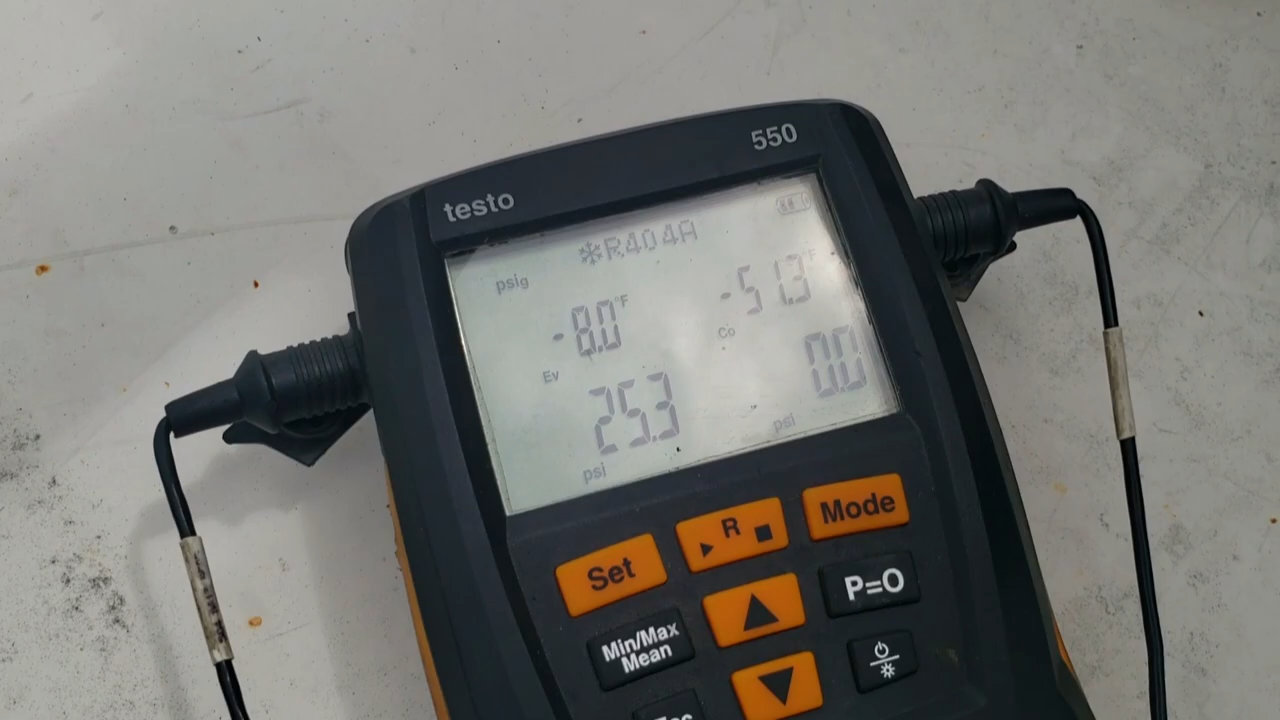 550
testo
R404A
psig
-8.0°F
-51.3°F
Ev
Co
25.3
0.0
psi
psi
Set
R
Mode
Min/Max
Mean
P=O